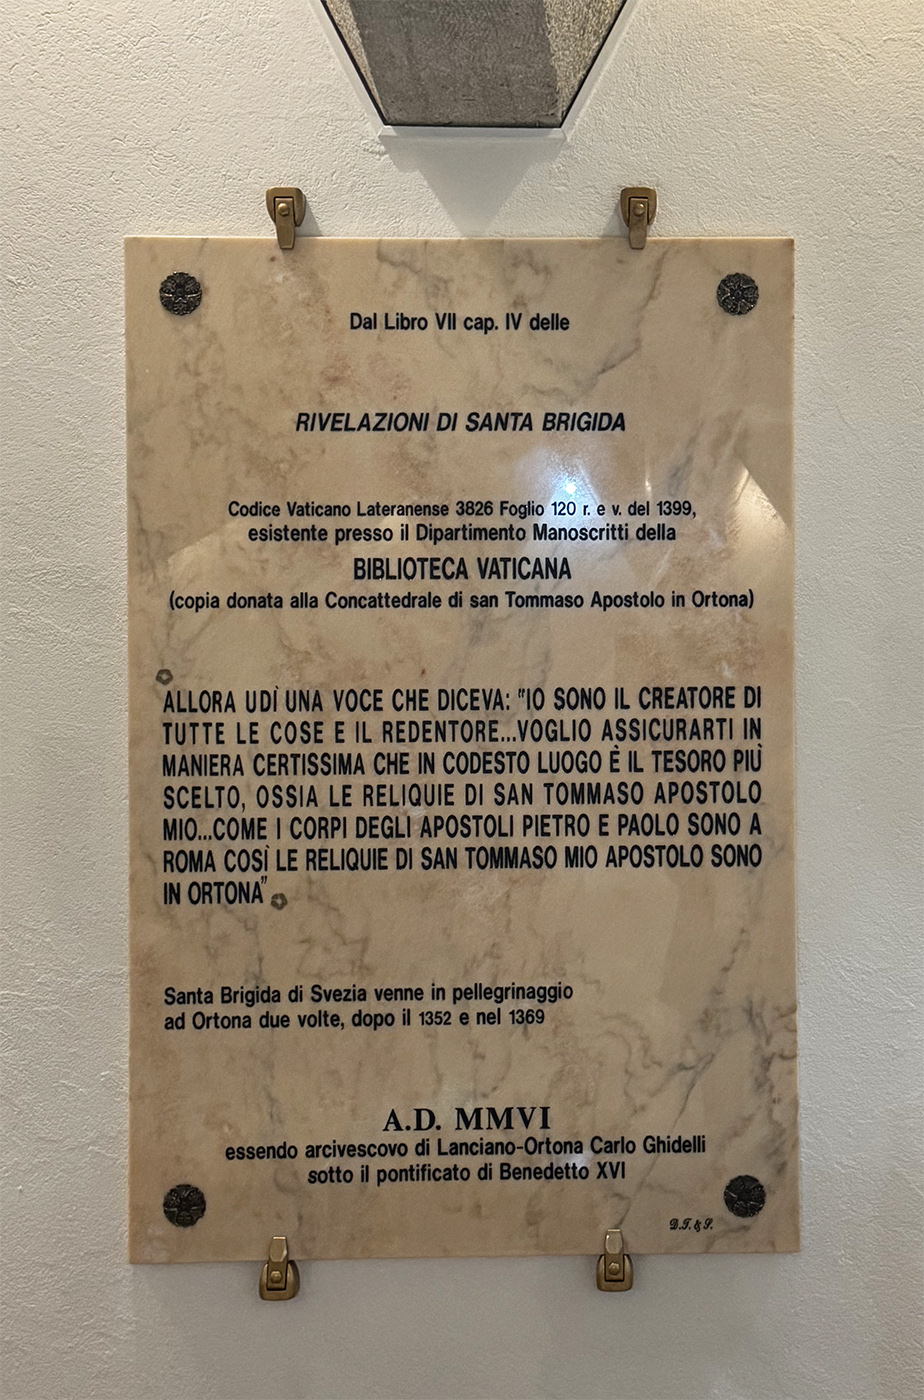 Dal Libro VII cap. IV delle
RIVELAZIONI DI SANTA BRIGIDA
Codice Vaticano Lateranense 3826 Foglio 120 r. e v. del 1399,
esistente presso il Dipartimento Manoscritti della
BIBLIOTECA VATICANA
(copia donata alla Concattedrale di san Tommaso Apostolo in Ortona)
ALLORA UDÌ UNA VOCE CHE DICEVA: "IO SONO IL CREATORE DI
TUTTE LE COSE E IL REDENTORE...VOGLIO ASSICURARTI IN
MANIERA CERTISSIMA CHE IN CODESTO LUOGO È IL TESORO PIÙ
SCELTO, OSSIA LE RELIQUIE DI SAN TOMMASO APOSTOLO
MIO...COME I CORPI DEGLI APOSTOLI PIETRO E PAOLO SONO A
ROMA COSÌ LE RELIQUIE DI SAN TOMMASO MIO APOSTOLO SONO
IN ORTONA"
Santa Brigida di Svezia venne in pellegrinaggio
ad Ortona due volte, dopo il 1352 e nel 1369
A.D. MMVI
essendo arcivescovo di Lanciano-Ortona Carlo Ghidelli
sotto il pontificato di Benedetto XVI